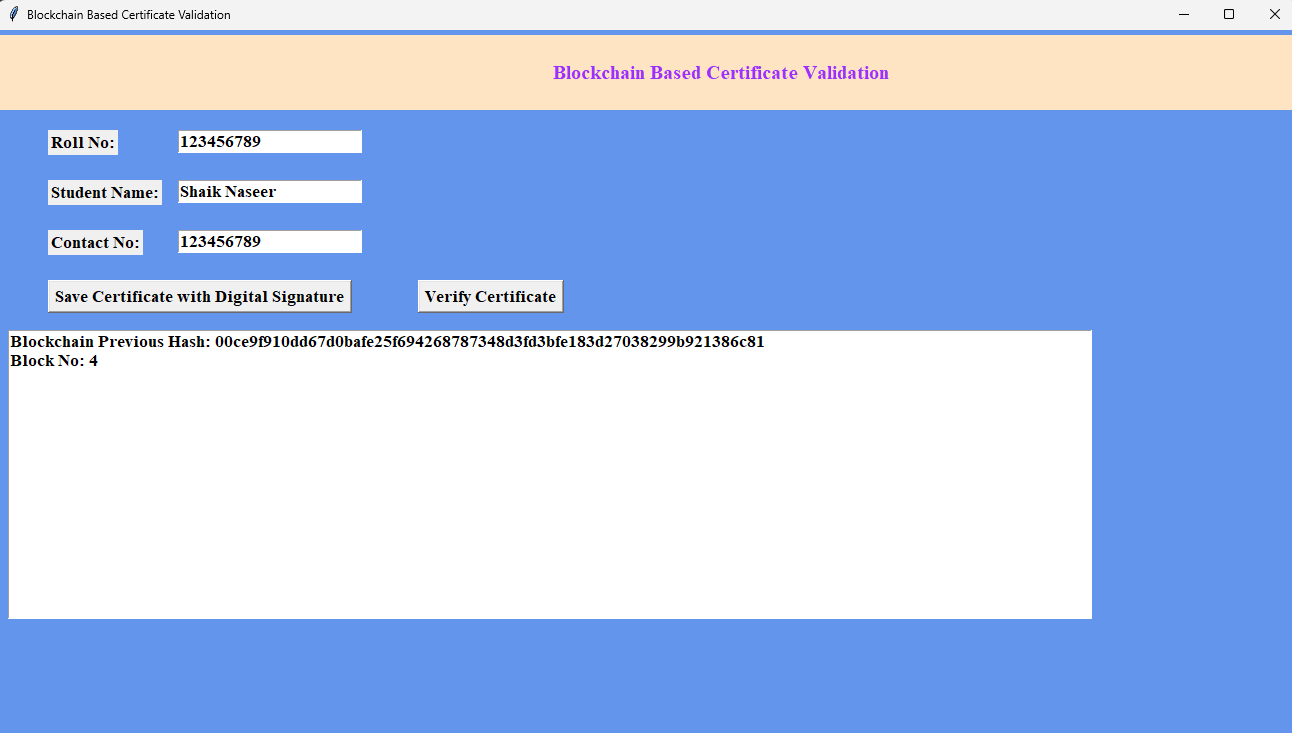 Blockchain Based Certificate Validation
Blockchain Based Certificate Validation
Roll No: 123456789
Student Name: Shaik Naseer
Contact No: 123456789
Save Certificate with Digital Signature Verify Certificate
Blockchain Previous Hash: 00ce9f910dd67d0bafe25f694268787348d3fd3bfe183d27038299b921386c81
Block No: 4